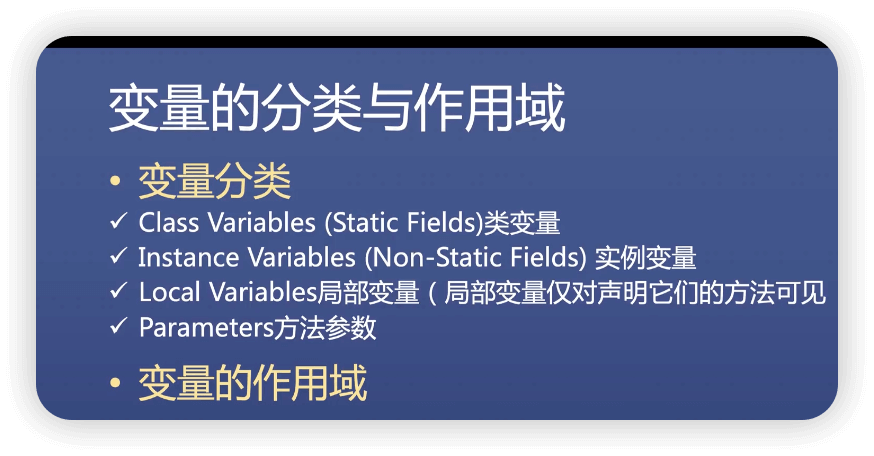 变量的分类与作用域
• 变量分类
✓ Class Variables (Static Fields)类变量
✓ Instance Variables (Non-Static Fields) 实例变量
✓ Local Variables局部变量（局部变量仅对声明它们的方法可见
✓ Parameters方法参数
• 变量的作用域